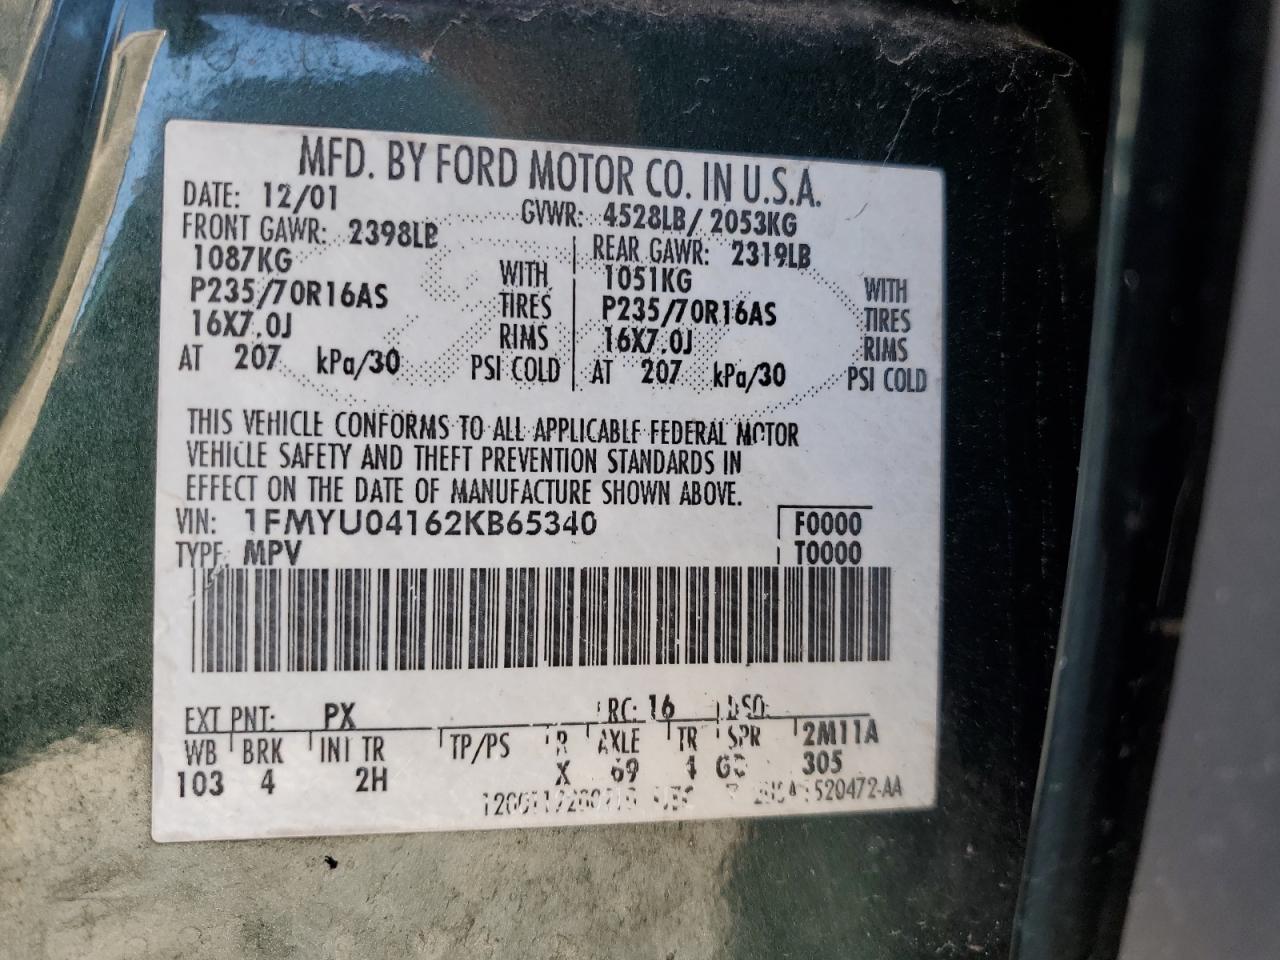 MFD. BY FORD MOTOR CO. IN U.S.A.
DATE: 12/01 GVWR: 4528LB/ 2053KG
FRONT GAWR: 2398LB REAR GAWR: 2319LB
1087KG WITH 1051KG WITH
P235/70R16AS TIRES P235/70R16AS TIRES
16X7.0J RIMS 16X7.0J RIMS
AT 207 kPa/30 PSI COLD AT 207 kPa/30 PSI COLD
THIS VEHICLE CONFORMS TO ALL APPLICABLE FEDERAL MOTOR
VEHICLE SAFETY AND THEFT PREVENTION STANDARDS IN
EFFECT ON THE DATE OF MANUFACTURE SHOWN ABOVE.
VIN: 1FMYU04162KB65340 F0000
TYPE: MPV T0000
EXT PNT: PX RC: 16 DSO:
WB BRK INT TR TP/PS R AXLE TR SPR 2M11A
103 4 2H X 69 4 305
520472-AA